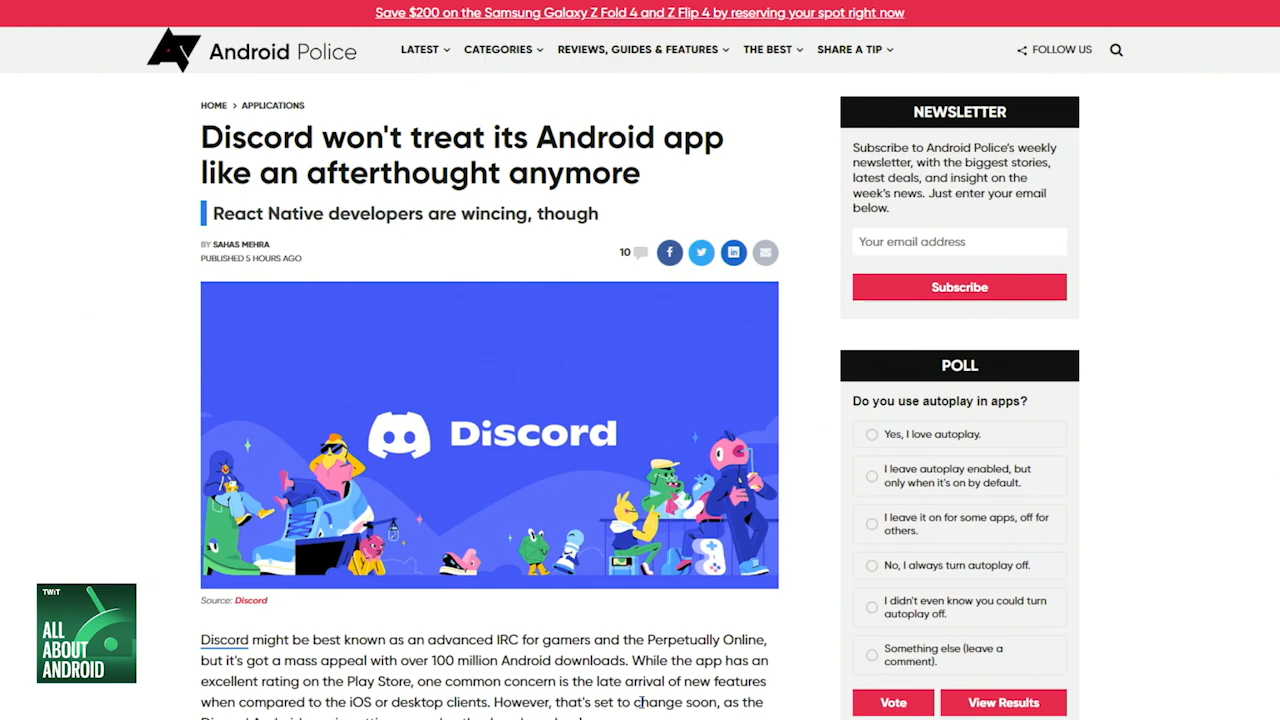 Save $200 on the Samsung Galaxy Z Fold 4 and Z Flip 4 by reserving your spot right now
Android Police
LATEST
CATEGORIES
REVIEWS, GUIDES & FEATURES
THE BEST
SHARE A TIP
FOLLOW US
HOME > APPLICATIONS
Discord won't treat its Android app
like an afterthought anymore
React Native developers are wincing, though
BY SAHAS MEHRA
PUBLISHED 5 HOURS AGO
10
Discord
Source: Discord
Discord might be best known as an advanced IRC for gamers and the Perpetually Online,
but it's got a mass appeal with over 100 million Android downloads. While the app has an
excellent rating on the Play Store, one common concern is the late arrival of new features
when compared to the iOS or desktop clients. However, that's set to change soon, as the
NEWSLETTER
Subscribe to Android Police's weekly
newsletter, with the biggest stories,
latest deals, and insight on the
week's news. Just enter your email
below.
Your email address
Subscribe
POLL
Do you use autoplay in apps?
Yes, I love autoplay.
I leave autoplay enabled, but
only when it's on by default.
I leave it on for some apps, off for
others.
No, I always turn autoplay off.
I didn't even know you could turn
autoplay off.
Something else (leave a
comment).
Vote
View Results
TWiT
ALL
ABOUT
ANDROID